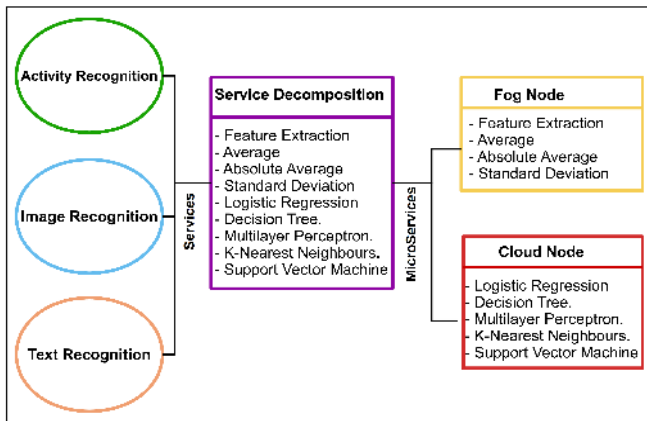 Activity Recognition
Image Recognition
Text Recognition
Services
Service Decomposition
- Feature Extraction
- Average
- Absolute Average
- Standard Deviation
- Logistic Regression
- Decision Tree.
- Multilayer Perceptron.
- K-Nearest Neighbours.
- Support Vector Machine
MicroServices
Fog Node
- Feature Extraction
- Average
- Absolute Average
- Standard Deviation
Cloud Node
- Logistic Regression
- Decision Tree.
- Multilayer Perceptron.
- K-Nearest Neighbours.
- Support Vector Machine